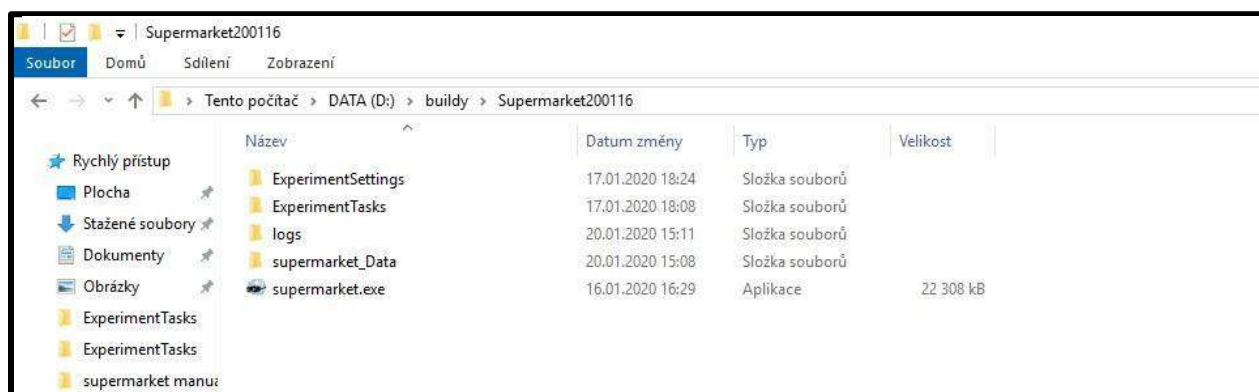 Supermarket200116
Soubor Domů Sdílení Zobrazení
Tento počítač > DATA (D:) > buildy > Supermarket200116
Název Datum změny Typ Velikost
Rychlý přístup
Plocha
Stažené soubory
Dokumenty
Obrázky
ExperimentTasks
ExperimentTasks
supermarket manua
ExperimentSettings 17.01.2020 18:24 Složka souborů
ExperimentTasks 17.01.2020 18:08 Složka souborů
logs 20.01.2020 15:11 Složka souborů
supermarket_Data 20.01.2020 15:08 Složka souborů
supermarket.exe 16.01.2020 16:29 Aplikace 22 308 kB